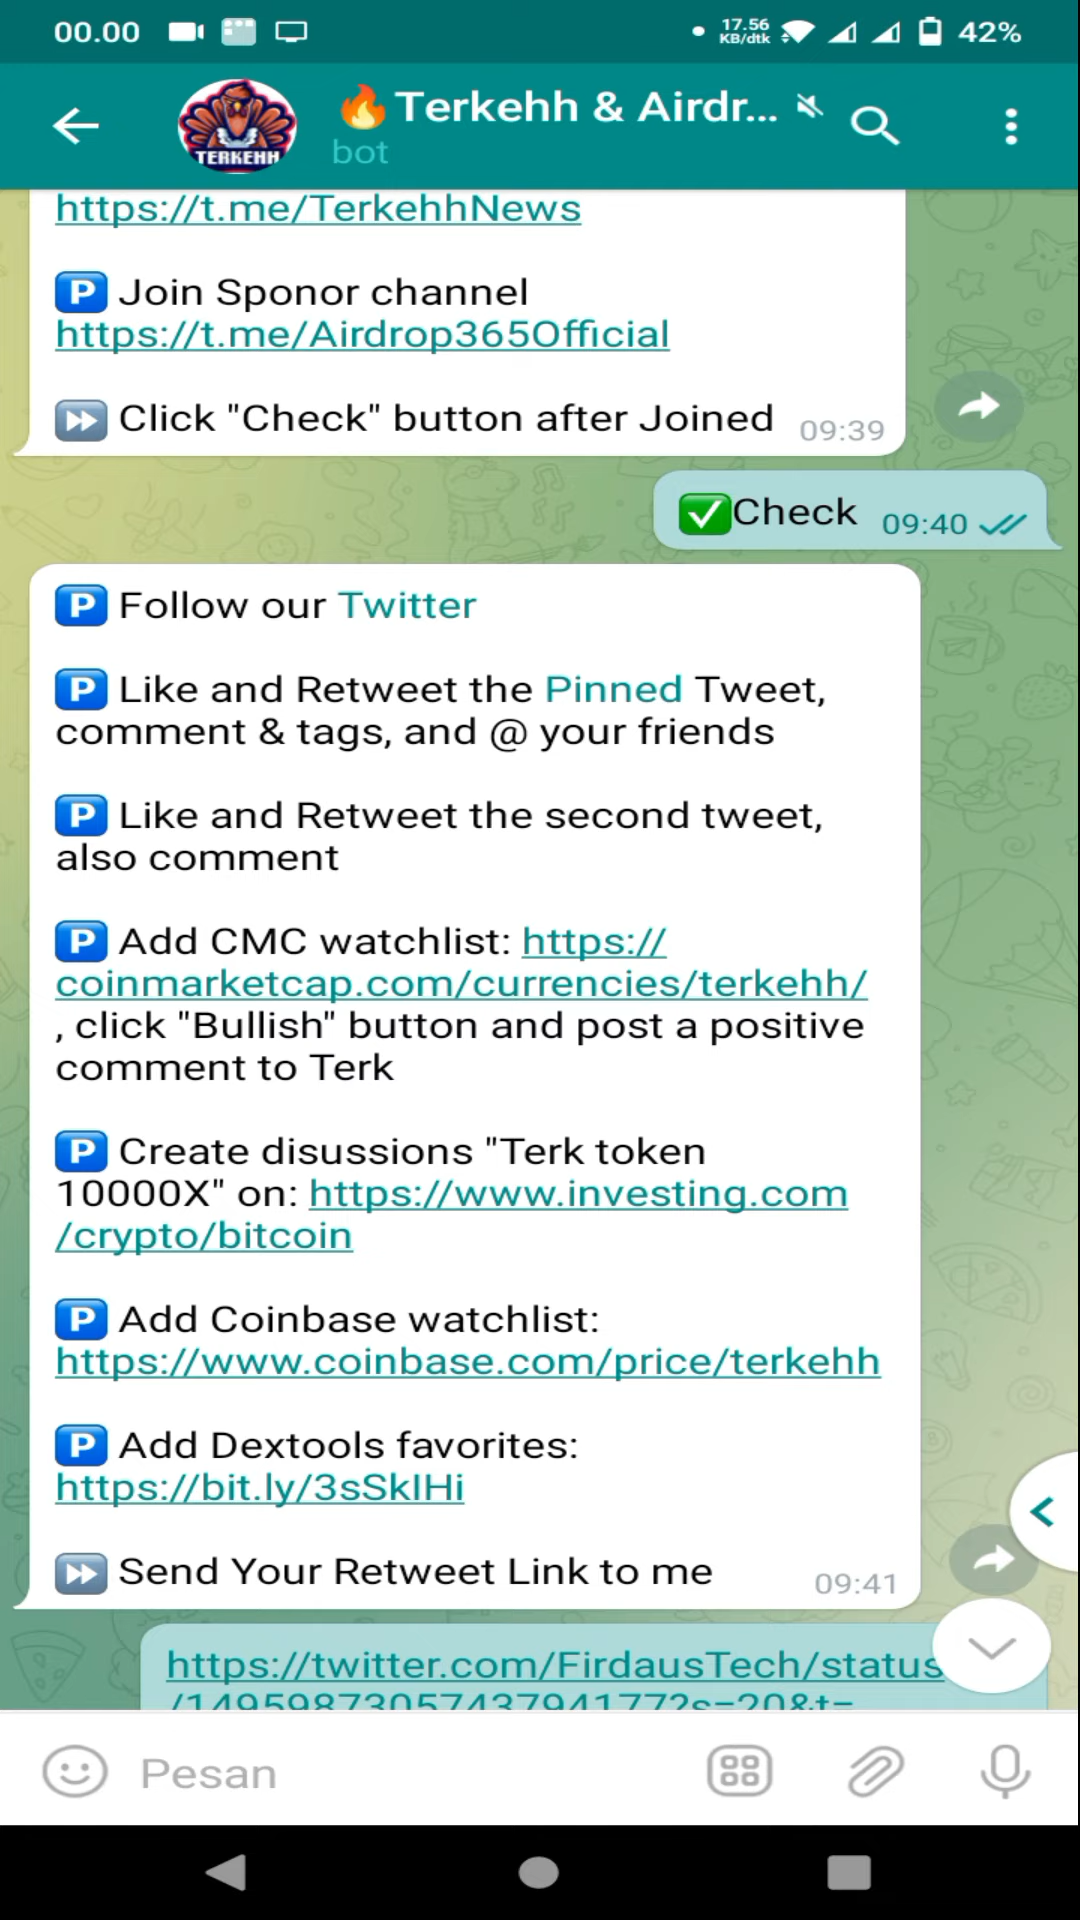 00.00 17.56 KB/dtk 42%
🔥Terkehh & Airdr...
bot
TERKEHH
https://t.me/TerkehhNews
🅿️ Join Sponor channel
https://t.me/Airdrop365Official
⏩ Click "Check" button after Joined 09:39
✅Check 09:40
🅿️ Follow our Twitter
🅿️ Like and Retweet the Pinned Tweet,
comment & tags, and @ your friends
🅿️ Like and Retweet the second tweet,
also comment
🅿️ Add CMC watchlist: https://
coinmarketcap.com/currencies/terkehh/
, click "Bullish" button and post a positive
comment to Terk
🅿️ Create disussions "Terk token
10000X" on: https://www.investing.com
/crypto/bitcoin
🅿️ Add Coinbase watchlist:
https://www.coinbase.com/price/terkehh
🅿️ Add Dextools favorites:
https://bit.ly/3sSkIHi
⏩ Send Your Retweet Link to me 09:41
https://twitter.com/FirdausTech/status
/1495987305743794177?s=20&t=
Pesan